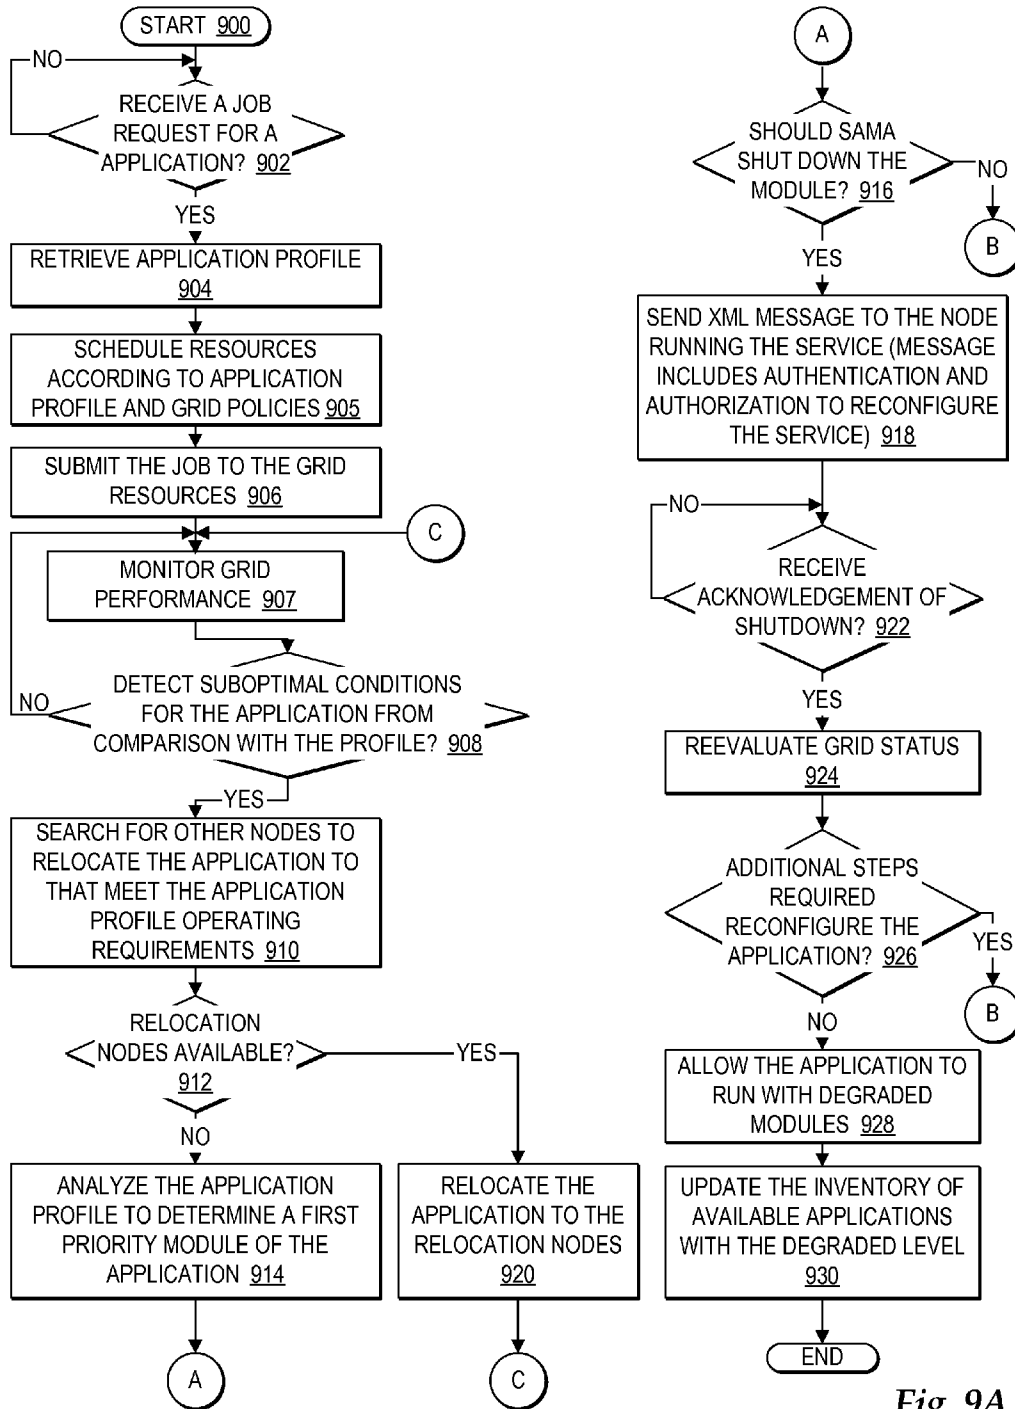 START 900
NO
RECEIVE A JOB
REQUEST FOR A
APPLICATION? 902
YES
RETRIEVE APPLICATION PROFILE
904
SCHEDULE RESOURCES
ACCORDING TO APPLICATION
PROFILE AND GRID POLICIES 905
SUBMIT THE JOB TO THE GRID
RESOURCES 906
C
MONITOR GRID
PERFORMANCE 907
NO
DETECT SUBOPTIMAL CONDITIONS
FOR THE APPLICATION FROM
COMPARISON WITH THE PROFILE? 908
YES
SEARCH FOR OTHER NODES TO
RELOCATE THE APPLICATION TO
THAT MEET THE APPLICATION
PROFILE OPERATING
REQUIREMENTS 910
RELOCATION
NODES AVAILABLE?
912
YES
NO
ANALYZE THE APPLICATION
PROFILE TO DETERMINE A FIRST
PRIORITY MODULE OF THE
APPLICATION 914
A
RELOCATE THE
APPLICATION TO THE
RELOCATION NODES
920
C
A
SHOULD SAMA
SHUT DOWN THE
MODULE? 916
NO
B
YES
SEND XML MESSAGE TO THE NODE
RUNNING THE SERVICE (MESSAGE
INCLUDES AUTHENTICATION AND
AUTHORIZATION TO RECONFIGURE
THE SERVICE) 918
NO
RECEIVE
ACKNOWLEDGEMENT OF
SHUTDOWN? 922
YES
REEVALUATE GRID STATUS
924
ADDITIONAL STEPS
REQUIRED
RECONFIGURE THE
APPLICATION? 926
YES
B
NO
ALLOW THE APPLICATION TO
RUN WITH DEGRADED
MODULES 928
UPDATE THE INVENTORY OF
AVAILABLE APPLICATIONS
WITH THE DEGRADED LEVEL
930
END
Fig. 9A